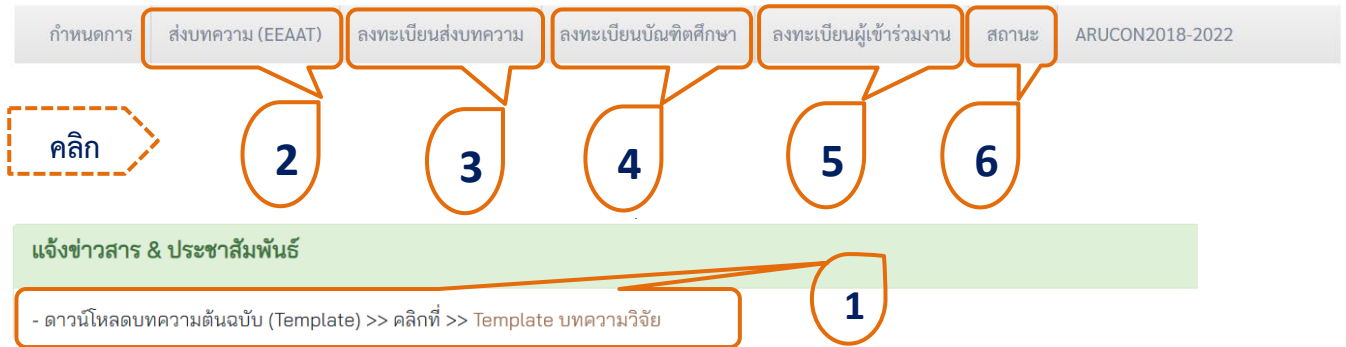 กำหนดการ ส่งบทความ (EEAAT) ลงทะเบียนส่งบทความ ลงทะเบียนบัณฑิตศึกษา ลงทะเบียนผู้เข้าร่วมงาน สถานะ ARUCON2018-2022
คลิก 2 3 4 5 6
แจ้งข่าวสาร & ประชาสัมพันธ์
1
- ดาวน์โหลดบทความต้นฉบับ (Template) >> คลิกที่ >> Template บทความวิจัย